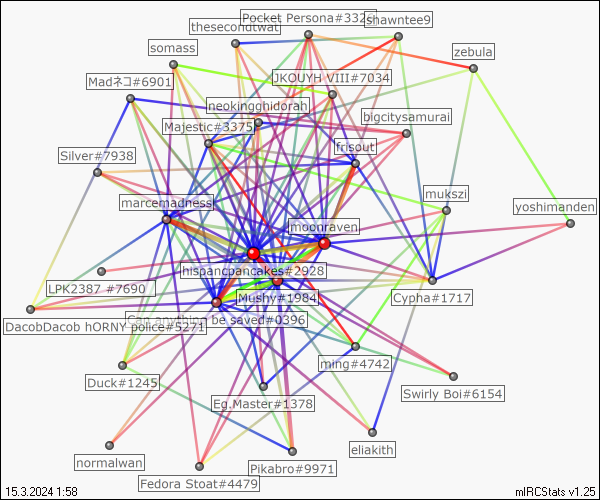 Pocket Persona#332
shawntee9
thesecondtwat
somass
zebula
JKOUYH VIII#7034
Madネコ#6901
neokingghidorah
bigcitysamurai
Majestic#3375
frisout
Silver#7938
mukszi
marcemadness
yoshimanden
moonraven
hispancpancakes#2928
LPK2387 #7690
Mushy#1984
Cypha#1717
Can anything be saved#0396
DacobDacob hORNY police#5271
ming#4742
Duck#1245
Swirly Boi#6154
Eg.Master#1378
eliakith
normalwan
Pikabro#9971
Fedora Stoat#4479
15.3.2024 1:58
mIRCStats v1.25